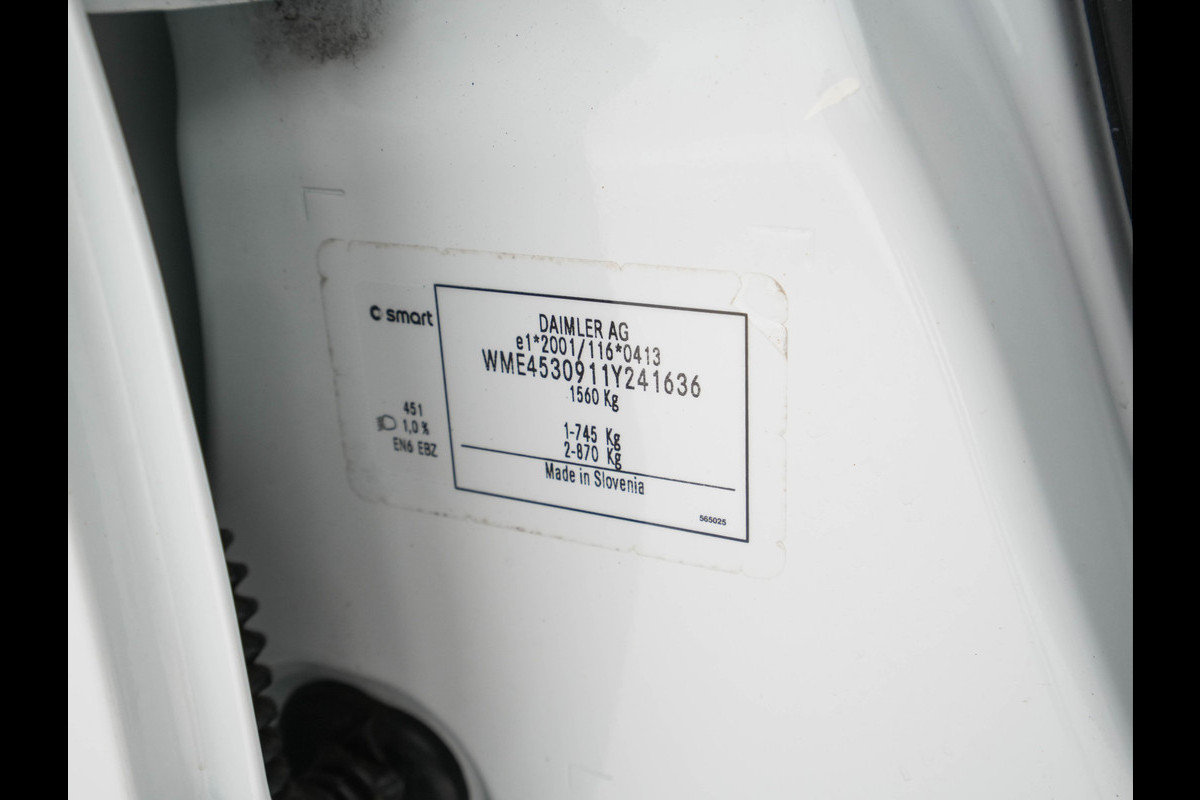 smart
DAIMLER AG
e1*2001/116*0413
WME4530911Y241636
1560 Kg
1-745 Kg
2-870 Kg
Made in Slovenia
565025
451
1,0 %
EN6 EBZ